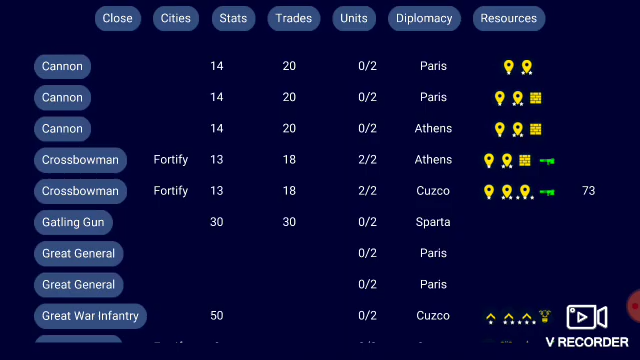 Close Cities Stats Trades Units Diplomacy Resources
Cannon 14 20 0/2 Paris
Cannon 14 20 0/2 Paris
Cannon 14 20 0/2 Athens
Crossbowman Fortify 13 18 2/2 Athens
Crossbowman Fortify 13 18 2/2 Cuzco 73
Gatling Gun 30 30 0/2 Sparta
Great General 0/2 Paris
Great General 0/2 Paris
Great War Infantry 50 0/2 Cuzco
V RECORDER